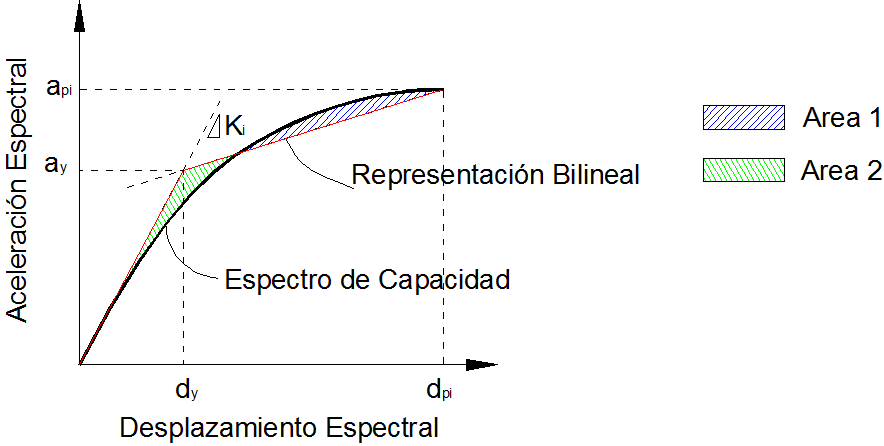 Aceleración Espectral
api
ay
Ki
Area 1
Area 2
Representación Bilineal
Espectro de Capacidad
dy
dpi
Desplazamiento Espectral